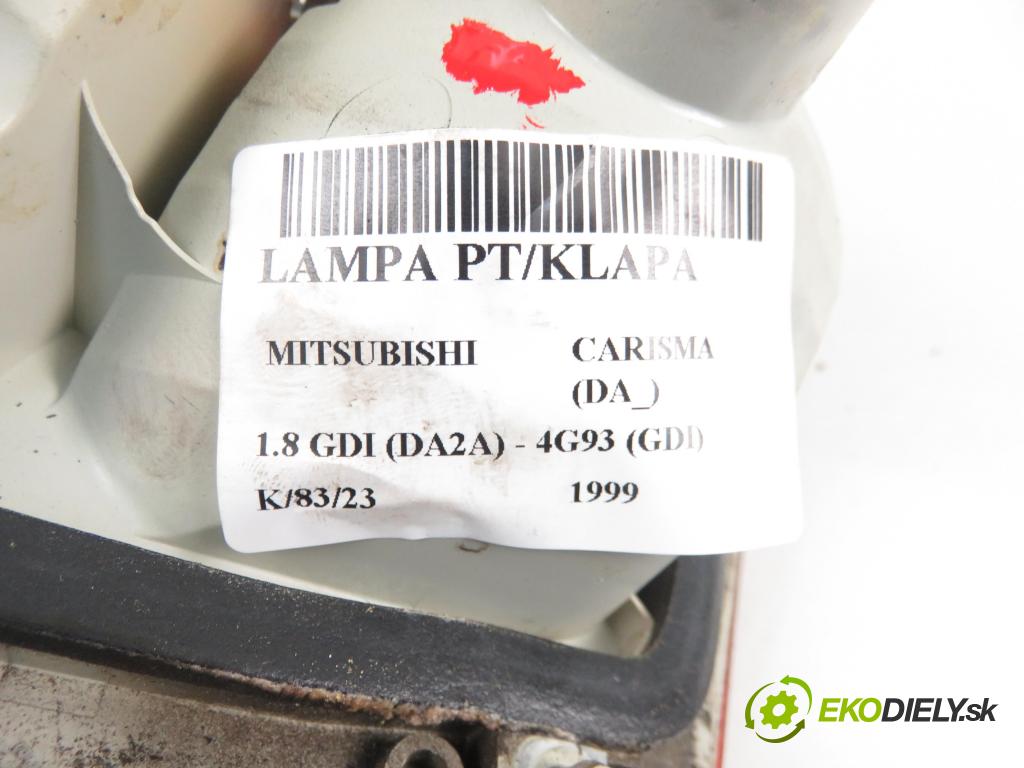 LAMPA PT/KLAPA
MITSUBISHI CARISMA
(DA_)
1.8 GDI (DA2A) - 4G93 (GDI)
K/83/23 1999
EKODIELY.sk